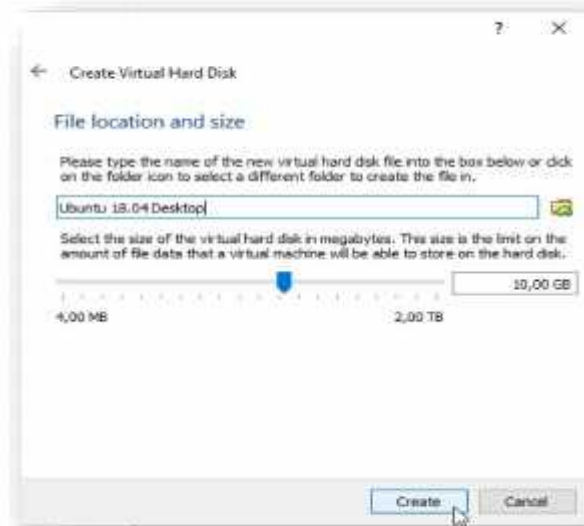 ?
Create Virtual Hard Disk
File location and size
Please type the name of the new virtual hard disk file into the box below or click
on the folder icon to select a different folder to create the file in.
Ubuntu 18.04 Desktop
Select the size of the virtual hard disk in megabytes. This size is the limit on the
amount of file data that a virtual machine will be able to store on the hard disk.
10,00 GB
4,00 MB 2,00 TB
Create Cancel